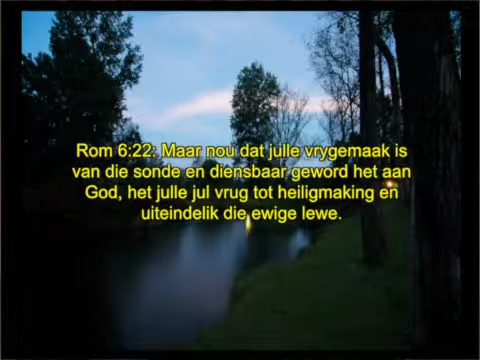 Rom 6:22: Maar nou dat julle vrygemaak is
van die sonde en diensbaar geword het aan
God, het julle jul vrug tot heiligmaking en
uiteindelik die ewige lewe.